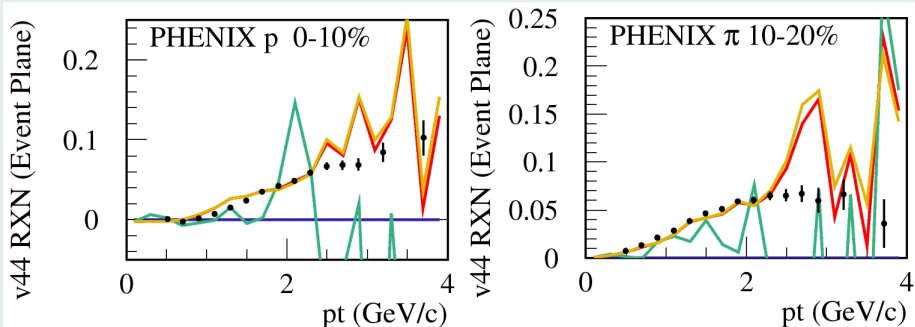 PHENIX p 0-10%
v44 RXN (Event Plane)
0.2
0.1
0
0 2 4
pt (GeV/c)
PHENIX π 10-20%
v44 RXN (Event Plane)
0.25
0.2
0.15
0.1
0.05
0
0 2 4
pt (GeV/c)